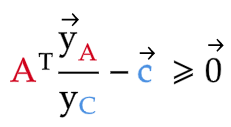 Aᵀ y⃗_A / y_C − c⃗ ⩾ 0⃗